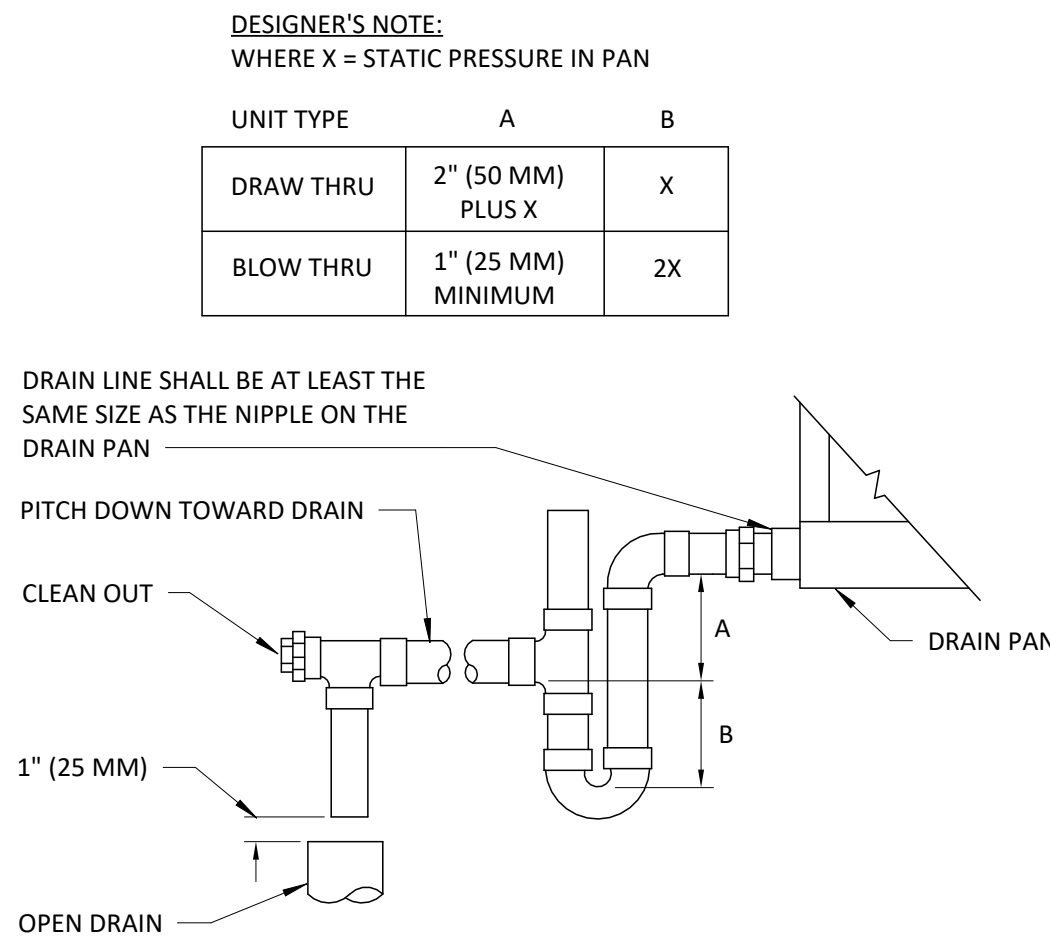 DESIGNER'S NOTE:
WHERE X = STATIC PRESSURE IN PAN
UNIT TYPE A B
DRAW THRU 2" (50 MM) X
PLUS X
BLOW THRU 1" (25 MM) 2X
MINIMUM
DRAIN LINE SHALL BE AT LEAST THE
SAME SIZE AS THE NIPPLE ON THE
DRAIN PAN
PITCH DOWN TOWARD DRAIN
CLEAN OUT
A
DRAIN PAN
B
1" (25 MM)
OPEN DRAIN